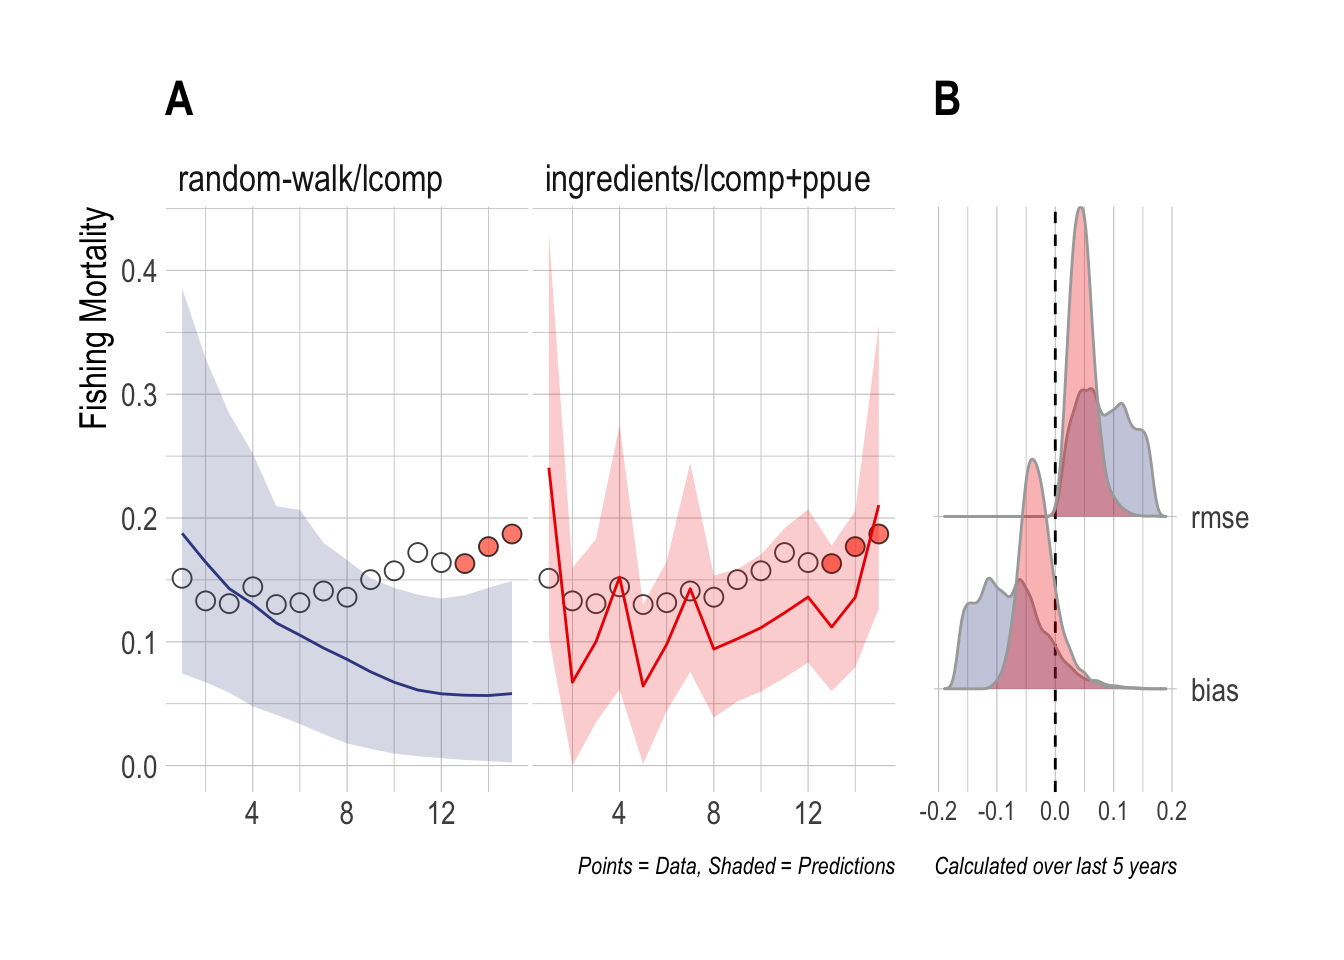 A
B
random-walk/lcomp
ingredients/lcomp+ppue
Fishing Mortality
0.4
0.3
0.2
0.1
0.0
4
8
12
4
8
12
rmse
bias
-0.2
-0.1
0.0
0.1
0.2
Points = Data, Shaded = Predictions
Calculated over last 5 years